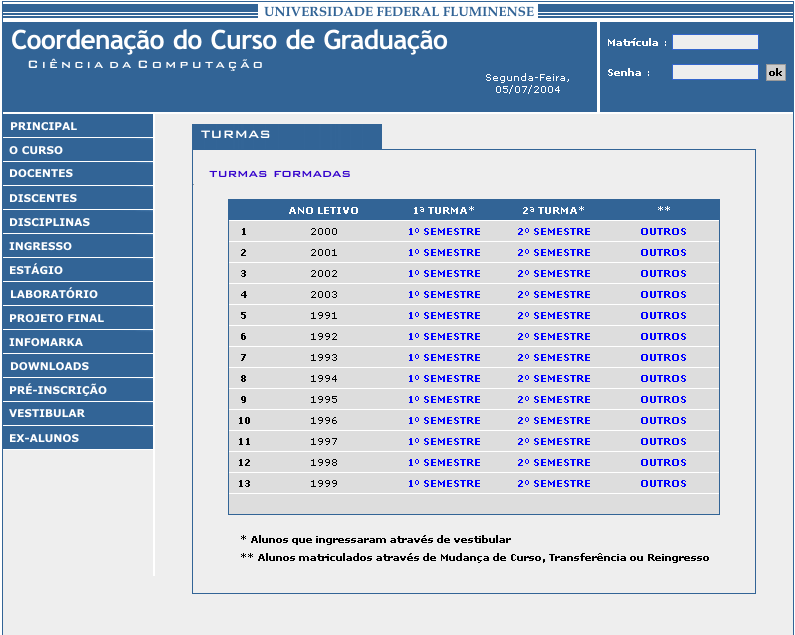 UNIVERSIDADE FEDERAL FLUMINENSE
Coordenação do Curso de Graduação
CIÊNCIA DA COMPUTAÇÃO
Segunda-Feira,
05/07/2004
Matrícula :
Senha :
ok
PRINCIPAL
O CURSO
DOCENTES
DISCENTES
DISCIPLINAS
INGRESSO
ESTÁGIO
LABORATÓRIO
PROJETO FINAL
INFOMARKA
DOWNLOADS
PRÉ-INSCRIÇÃO
VESTIBULAR
EX-ALUNOS
TURMAS
TURMAS FORMADAS
ANO LETIVO 1ª TURMA* 2ª TURMA* **
1 2000 1º SEMESTRE 2º SEMESTRE OUTROS
2 2001 1º SEMESTRE 2º SEMESTRE OUTROS
3 2002 1º SEMESTRE 2º SEMESTRE OUTROS
4 2003 1º SEMESTRE 2º SEMESTRE OUTROS
5 1991 1º SEMESTRE 2º SEMESTRE OUTROS
6 1992 1º SEMESTRE 2º SEMESTRE OUTROS
7 1993 1º SEMESTRE 2º SEMESTRE OUTROS
8 1994 1º SEMESTRE 2º SEMESTRE OUTROS
9 1995 1º SEMESTRE 2º SEMESTRE OUTROS
10 1996 1º SEMESTRE 2º SEMESTRE OUTROS
11 1997 1º SEMESTRE 2º SEMESTRE OUTROS
12 1998 1º SEMESTRE 2º SEMESTRE OUTROS
13 1999 1º SEMESTRE 2º SEMESTRE OUTROS
* Alunos que ingressaram através de vestibular
** Alunos matriculados através de Mudança de Curso, Transferência ou Reingresso